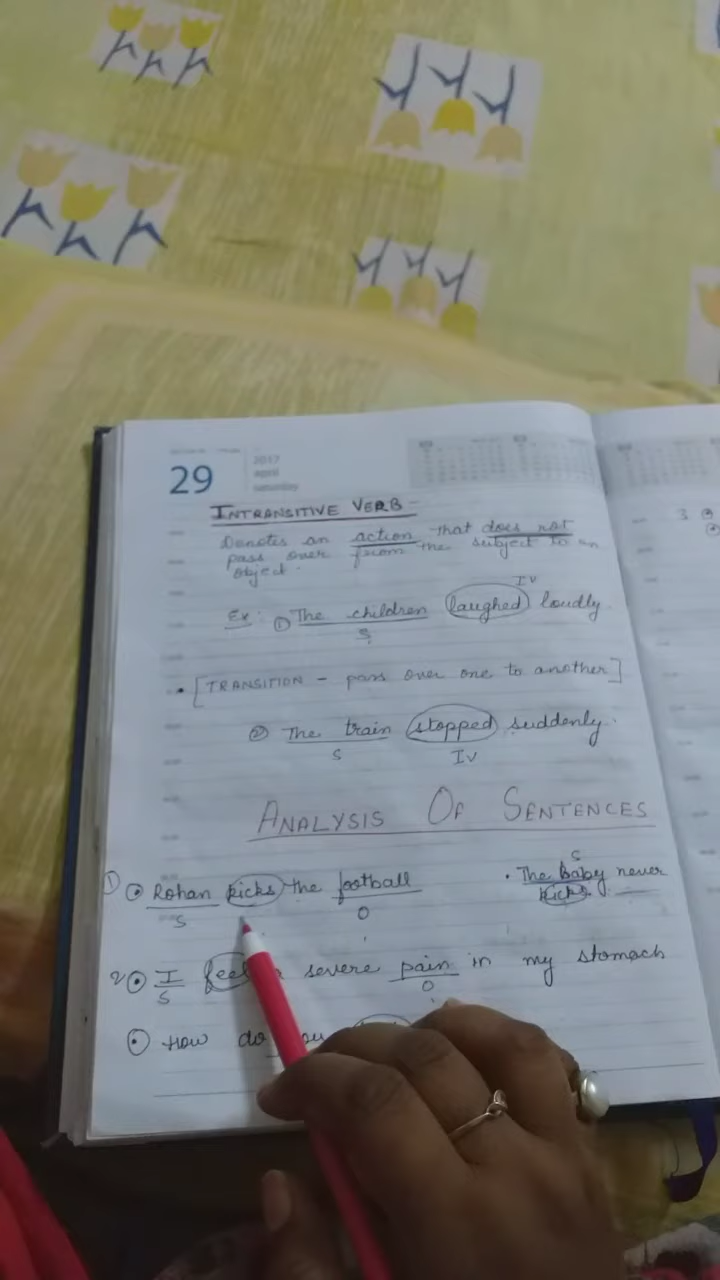 29
2017
april
saturday
INTRANSITIVE VERB -
Denotes an action that does not
pass over from the subject to an
object.
IV
Ex: ① The children laughed loudly.
S
• [TRANSITION - pass over one to another]
② The train stopped suddenly.
S IV
ANALYSIS OF SENTENCES
① Rohan kicks the football
S O
S
• The Baby never
kicks
2 I feel severe pain in my stomach
S O
How do you
3